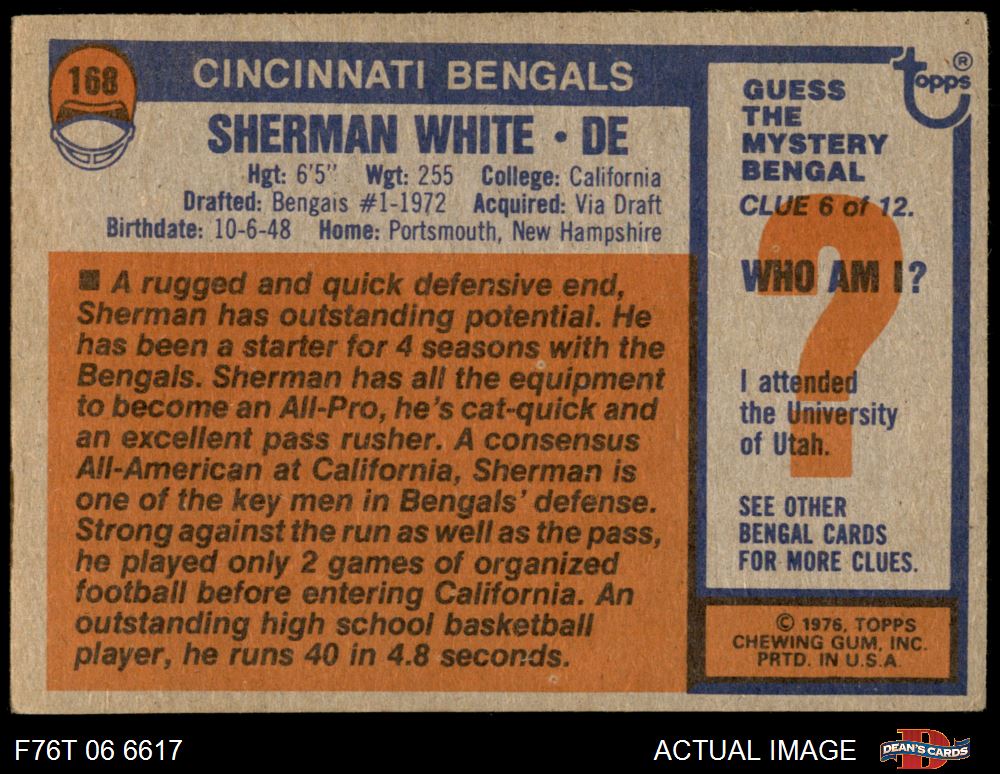 168
CINCINNATI BENGALS
SHERMAN WHITE • DE
Hgt: 6'5" Wgt: 255 College: California
Drafted: Bengals #1-1972 Acquired: Via Draft
Birthdate: 10-6-48 Home: Portsmouth, New Hampshire
■ A rugged and quick defensive end,
Sherman has outstanding potential. He
has been a starter for 4 seasons with the
Bengals. Sherman has all the equipment
to become an All-Pro, he's cat-quick and
an excellent pass rusher. A consensus
All-American at California, Sherman is
one of the key men in Bengals' defense.
Strong against the run as well as the pass,
he played only 2 games of organized
football before entering California. An
outstanding high school basketball
player, he runs 40 in 4.8 seconds.
topps®
GUESS
THE
MYSTERY
BENGAL
CLUE 6 of 12.
WHO AM I?
?
I attended
the University
of Utah.
SEE OTHER
BENGAL CARDS
FOR MORE CLUES.
© 1976, TOPPS
CHEWING GUM, INC.
PRTD. IN U.S.A.
F76T 06 6617
ACTUAL IMAGE
DEAN'S CARDS